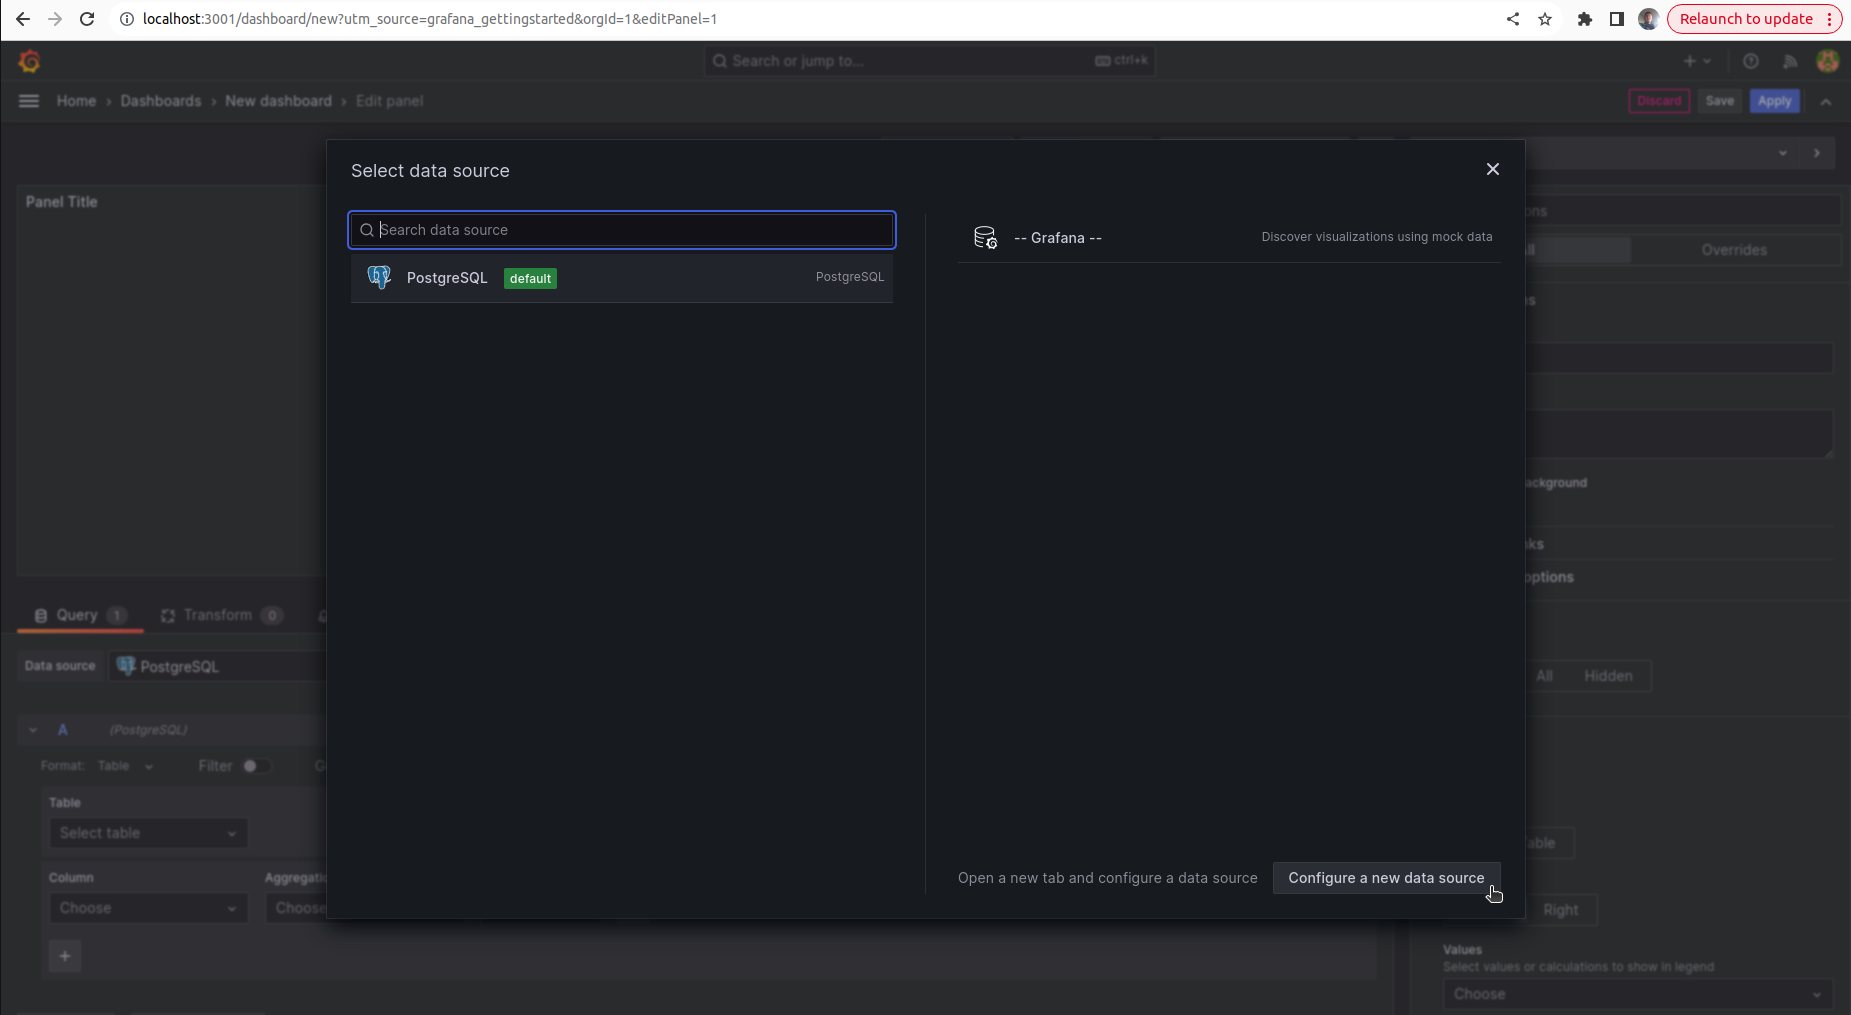 localhost:3001/dashboard/new?utm_source=grafana_gettingstarted&orgId=1&editPanel=1
Relaunch to update
Search or jump to...
ctrl+k
Home › Dashboards › New dashboard › Edit panel
Discard
Save
Apply
Select data source
Panel Title
Search data source
PostgreSQL
default
PostgreSQL
-- Grafana --
Discover visualizations using mock data
Overrides
Query 1
Transform 0
Data source
PostgreSQL
A
(PostgreSQL)
Format:
Table
Filter
Table
Select table
Column
Choose
Choose
+
Open a new tab and configure a data source
Configure a new data source
options
All
Hidden
Right
Values
Select values or calculations to show in legend
Choose